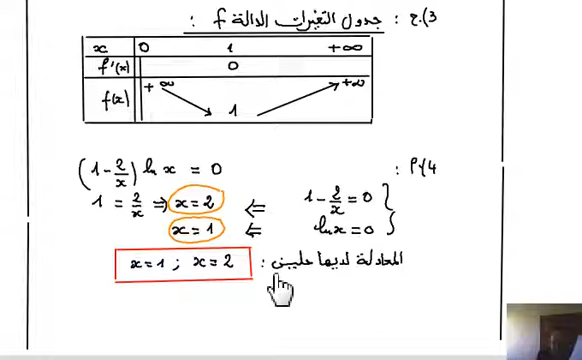 3).ج : جدول التغيرات الدالة f :
x 0 1 +∞
f'(x) 0
f(x) +∞ 1 +∞
4).أ : (1-2/x) ln x = 0
1-2/x=0 ⇐ x=2 ⇐ 1=2/x
ln x=0 ⇐ x=1
المعادلة لديها حلين : x=1 ; x=2